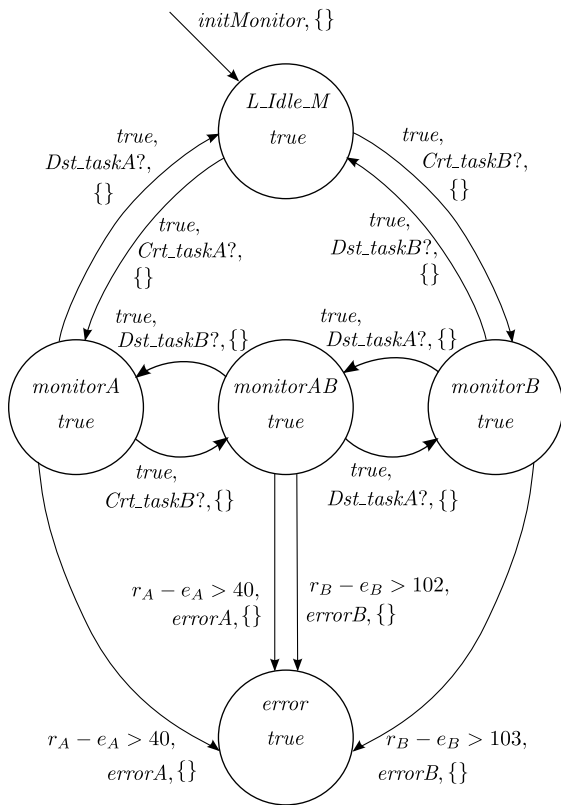 initMonitor, {}
L_Idle_M
true
true,
Dst_taskA?,
{}
true,
Crt_taskB?,
{}
true,
Crt_taskA?,
{}
true,
Dst_taskB?,
{}
true,
Dst_taskB?, {}
true,
Dst_taskA?, {}
monitorA
true
monitorAB
true
monitorB
true
true,
Crt_taskB?, {}
true,
Dst_taskA?, {}
r_A − e_A > 40,
errorA, {}
r_B − e_B > 102,
errorB, {}
error
true
r_A − e_A > 40,
errorA, {}
r_B − e_B > 103,
errorB, {}